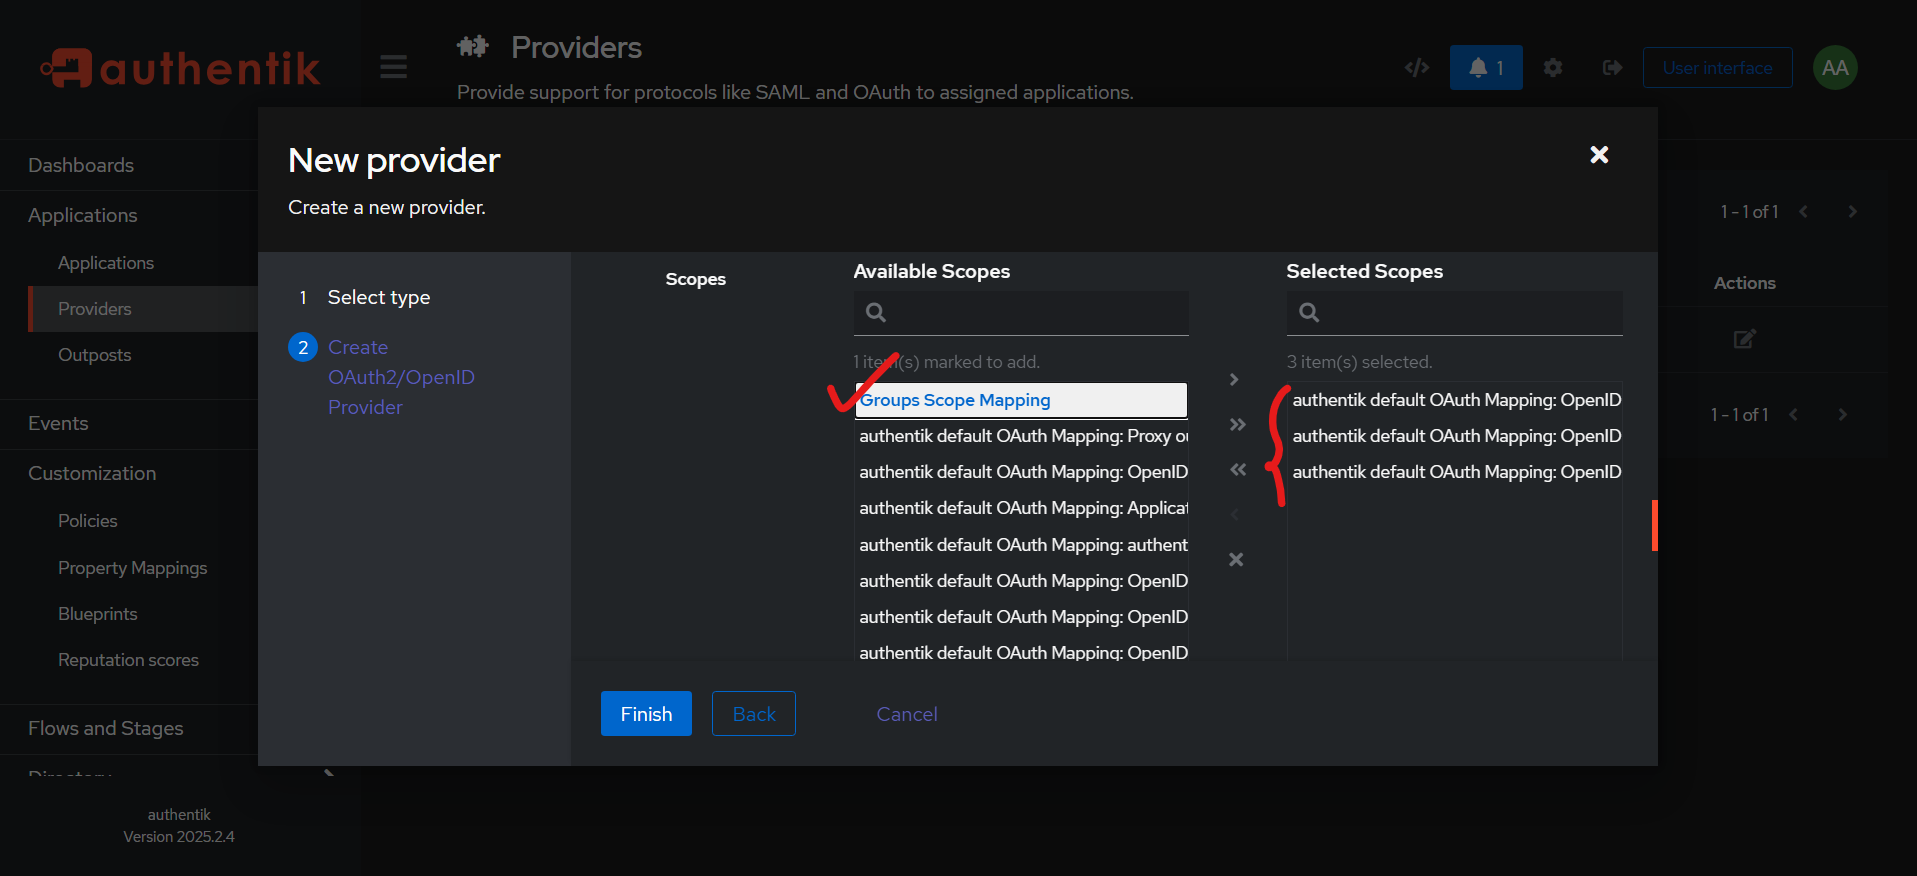 authentik
Providers
Provide support for protocols like SAML and OAuth to assigned applications.
1
User interface
AA
Dashboards
Applications
Applications
Providers
Outposts
Events
Customization
Policies
Property Mappings
Blueprints
Reputation scores
Flows and Stages
Directory
authentik
Version 2025.2.4
New provider
Create a new provider.
1 Select type
2 Create
OAuth2/OpenID
Provider
Scopes
Available Scopes
1 item(s) marked to add.
Groups Scope Mapping
authentik default OAuth Mapping: Proxy ou
authentik default OAuth Mapping: OpenID
authentik default OAuth Mapping: Applicat
authentik default OAuth Mapping: authent
authentik default OAuth Mapping: OpenID
authentik default OAuth Mapping: OpenID
authentik default OAuth Mapping: OpenID
Selected Scopes
3 item(s) selected.
authentik default OAuth Mapping: OpenID
authentik default OAuth Mapping: OpenID
authentik default OAuth Mapping: OpenID
Finish
Back
Cancel
1 - 1 of 1
Actions
1 - 1 of 1